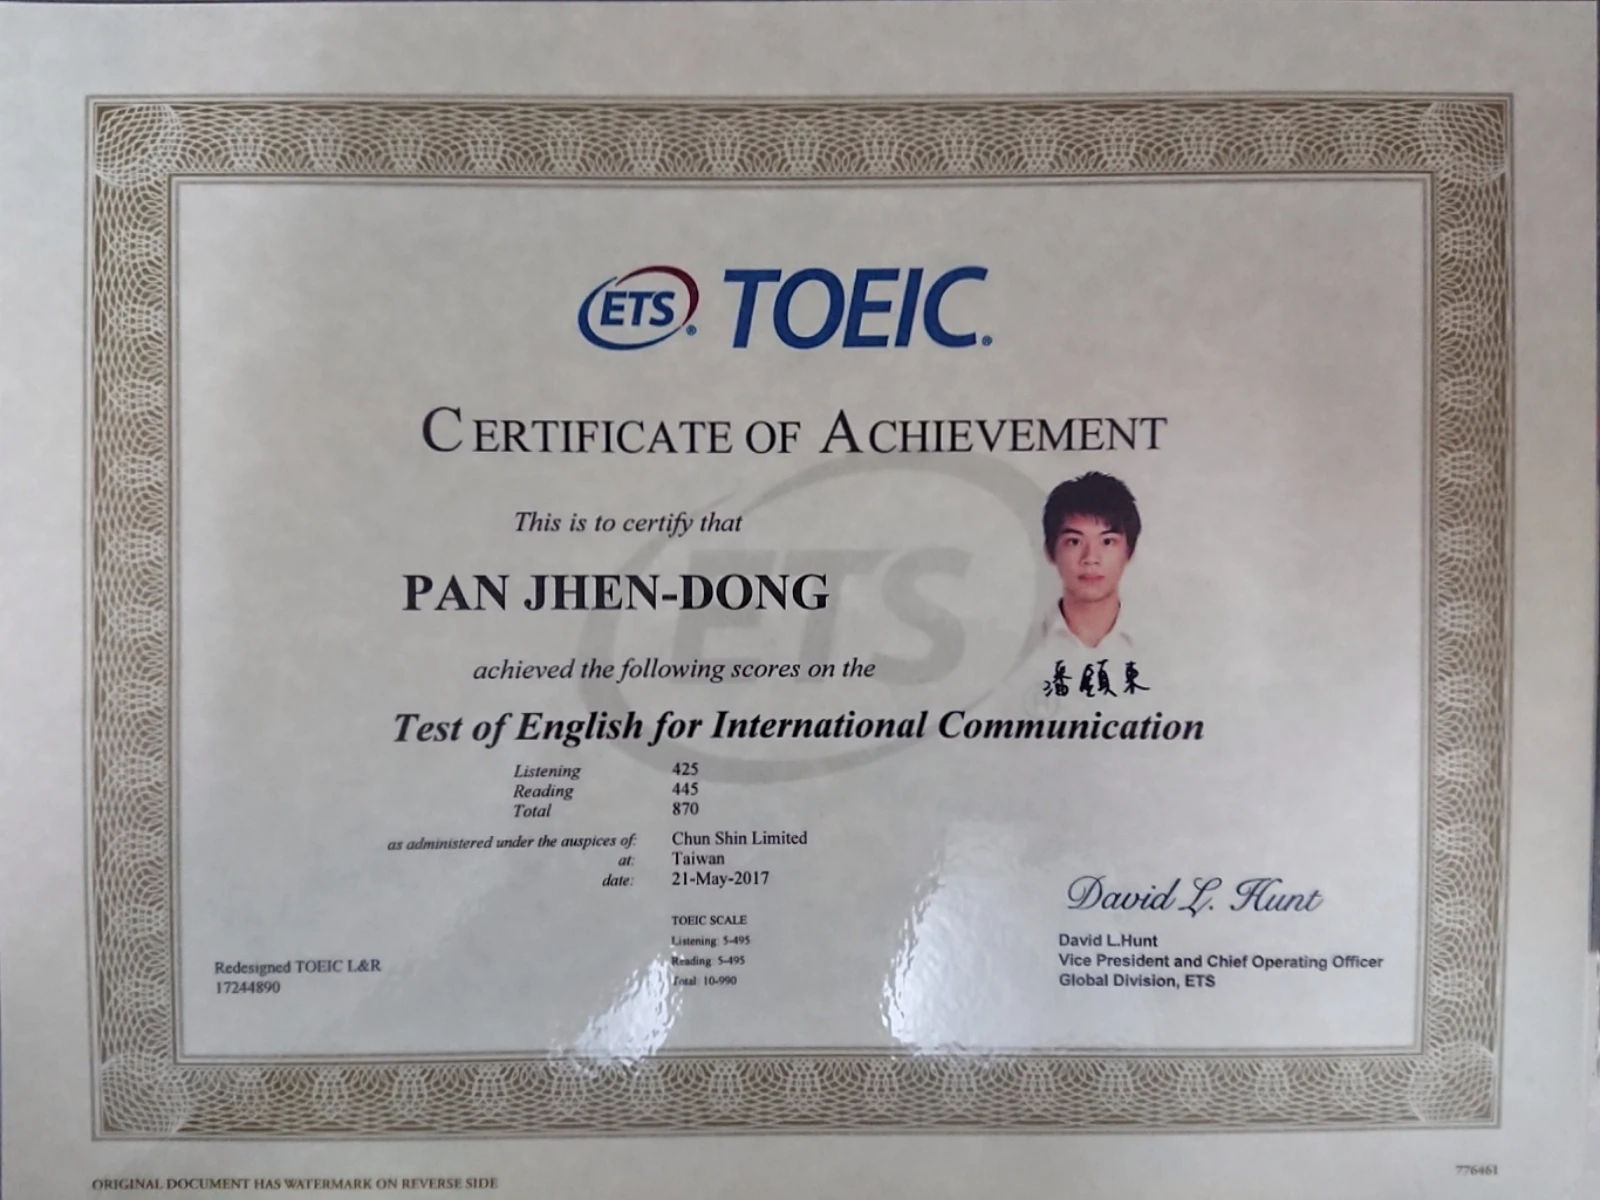 ETS® TOEIC®
CERTIFICATE OF ACHIEVEMENT
This is to certify that
PAN JHEN-DONG
achieved the following scores on the
潘鎮東
Test of English for International Communication
Listening 425
Reading 445
Total 870
as administered under the auspices of: Chun Shin Limited
at: Taiwan
date: 21-May-2017
TOEIC SCALE
Listening: 5-495
Reading: 5-495
Total: 10-990
Redesigned TOEIC L&R
17244890
David L. Hunt
David L.Hunt
Vice President and Chief Operating Officer
Global Division, ETS
ETS®
ORIGINAL DOCUMENT HAS WATERMARK ON REVERSE SIDE
776461